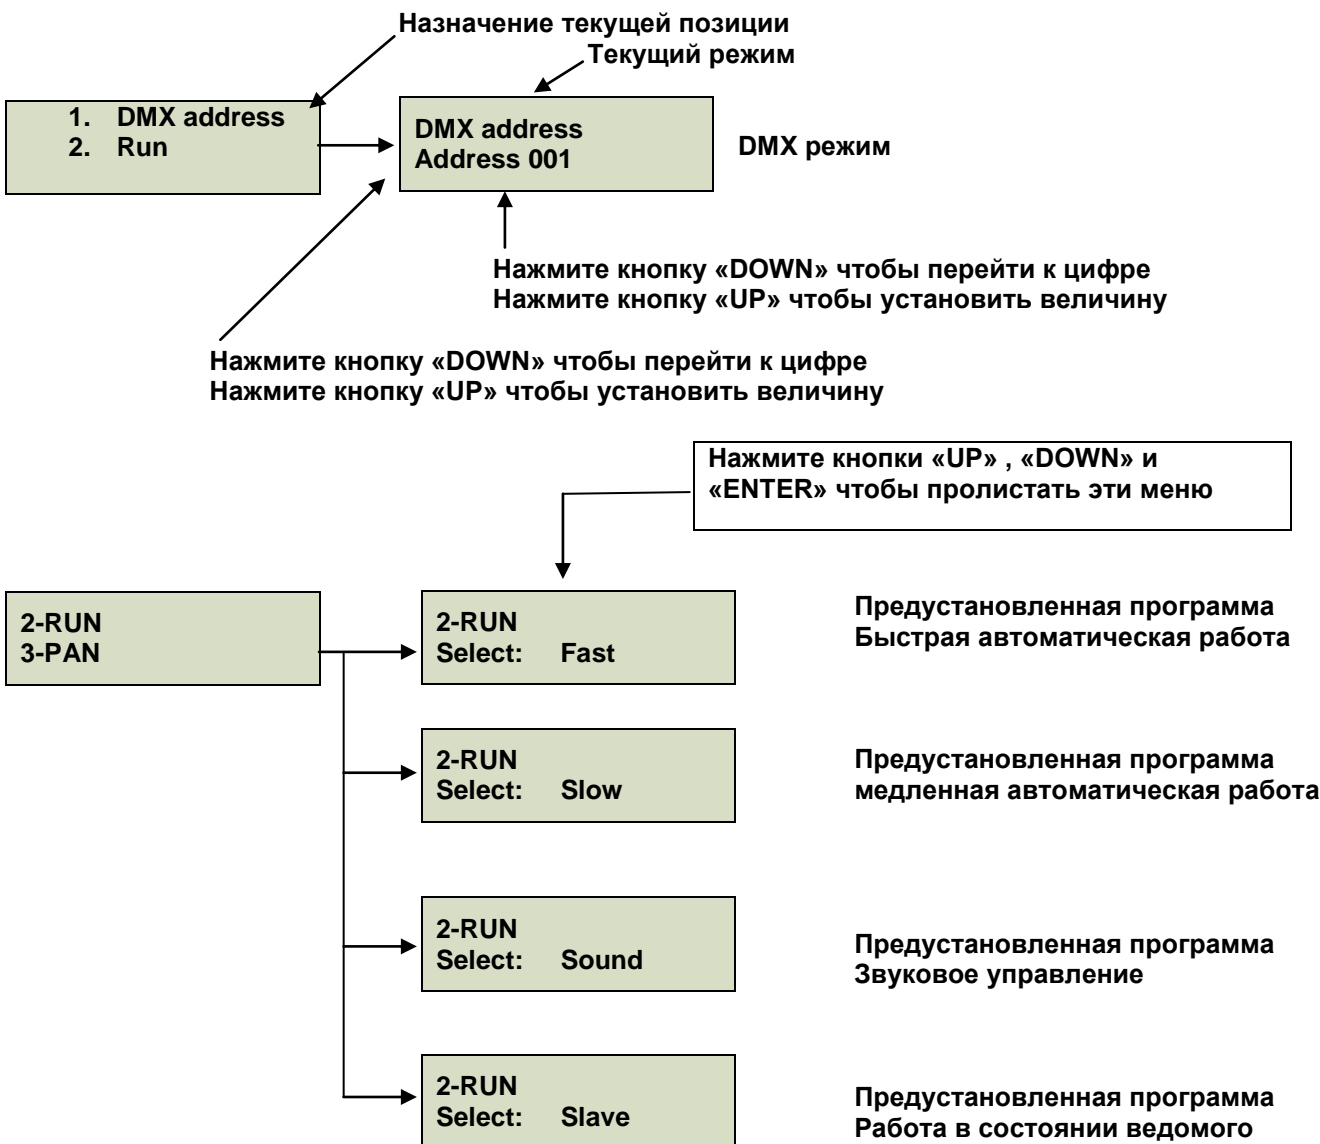 Назначение текущей позиции
Текущий режим
1. DMX address
2. Run
DMX address
Address 001
DMX режим
Нажмите кнопку «DOWN» чтобы перейти к цифре
Нажмите кнопку «UP» чтобы установить величину
Нажмите кнопку «DOWN» чтобы перейти к цифре
Нажмите кнопку «UP» чтобы установить величину
Нажмите кнопки «UP» , «DOWN» и
«ENTER» чтобы пролистать эти меню
2-RUN
3-PAN
2-RUN
Select: Fast
Предустановленная программа
Быстрая автоматическая работа
2-RUN
Select: Slow
Предустановленная программа
медленная автоматическая работа
2-RUN
Select: Sound
Предустановленная программа
Звуковое управление
2-RUN
Select: Slave
Предустановленная программа
Работа в состоянии ведомого